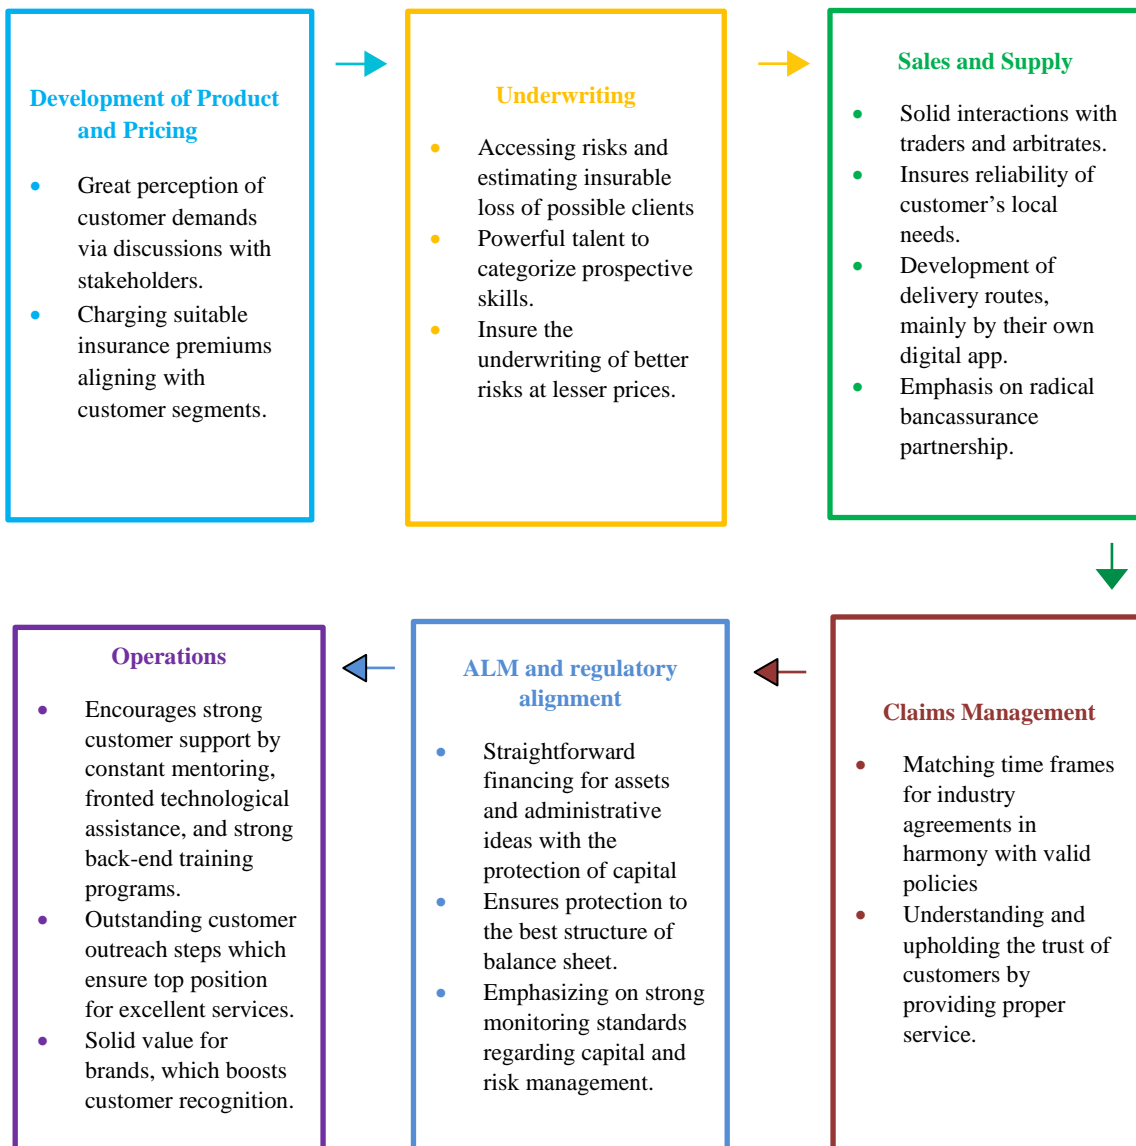 Development of Product
and Pricing
• Great perception of
customer demands
via discussions with
stakeholders.
• Charging suitable
insurance premiums
aligning with
customer segments.
Underwriting
• Accessing risks and
estimating insurable
loss of possible clients
• Powerful talent to
categorize prospective
skills.
• Insure the
underwriting of better
risks at lesser prices.
Sales and Supply
• Solid interactions with
traders and arbitrates.
• Insures reliability of
customer’s local
needs.
• Development of
delivery routes,
mainly by their own
digital app.
• Emphasis on radical
bancassurance
partnership.
Claims Management
• Matching time frames
for industry
agreements in
harmony with valid
policies
• Understanding and
upholding the trust of
customers by
providing proper
service.
ALM and regulatory
alignment
• Straightforward
financing for assets
and administrative
ideas with the
protection of capital
• Ensures protection to
the best structure of
balance sheet.
• Emphasizing on strong
monitoring standards
regarding capital and
risk management.
Operations
• Encourages strong
customer support by
constant mentoring,
fronted technological
assistance, and strong
back-end training
programs.
• Outstanding customer
outreach steps which
ensure top position
for excellent services.
• Solid value for
brands, which boosts
customer recognition.